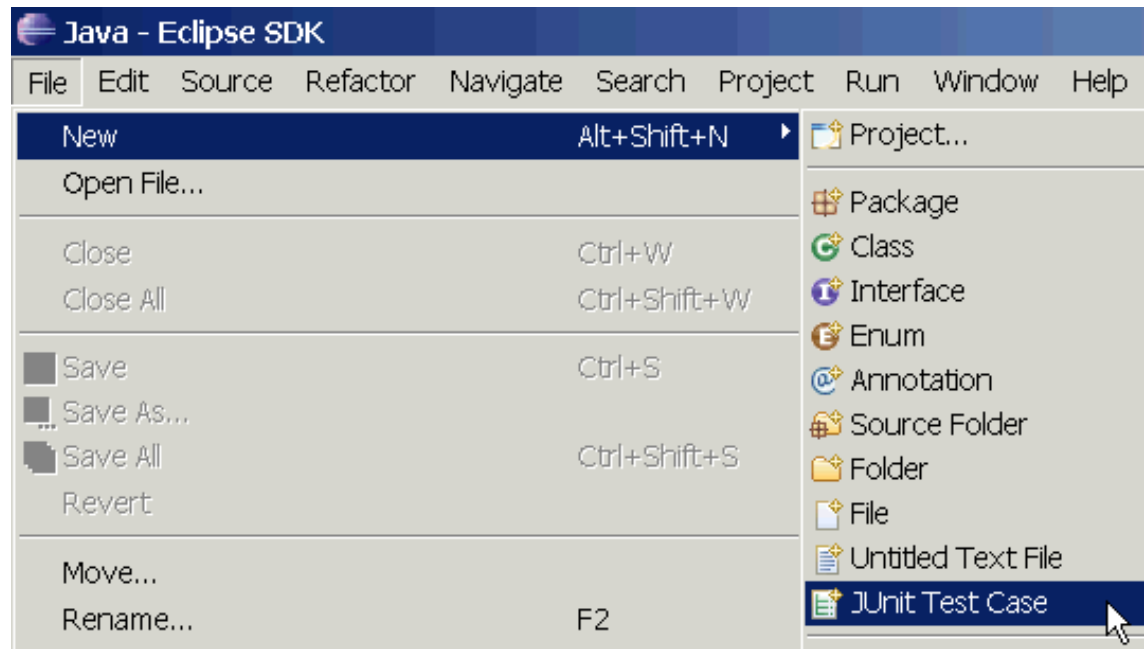 Java - Eclipse SDK
File Edit Source Refactor Navigate Search Project Run Window Help
New Alt+Shift+N
Open File...
Close Ctrl+W
Close All Ctrl+Shift+W
Save Ctrl+S
Save As...
Save All Ctrl+Shift+S
Revert
Move...
Rename... F2
Project...
Package
Class
Interface
Enum
Annotation
Source Folder
Folder
File
Untitled Text File
JUnit Test Case